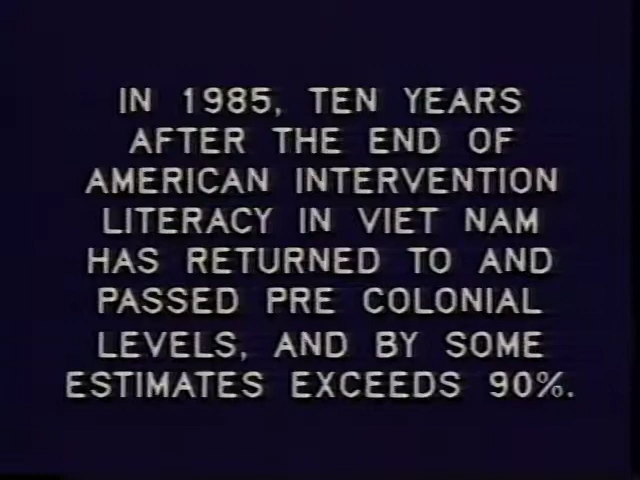 IN 1985, TEN YEARS
AFTER THE END OF
AMERICAN INTERVENTION
LITERACY IN VIET NAM
HAS RETURNED TO AND
PASSED PRE COLONIAL
LEVELS, AND BY SOME
ESTIMATES EXCEEDS 90%.